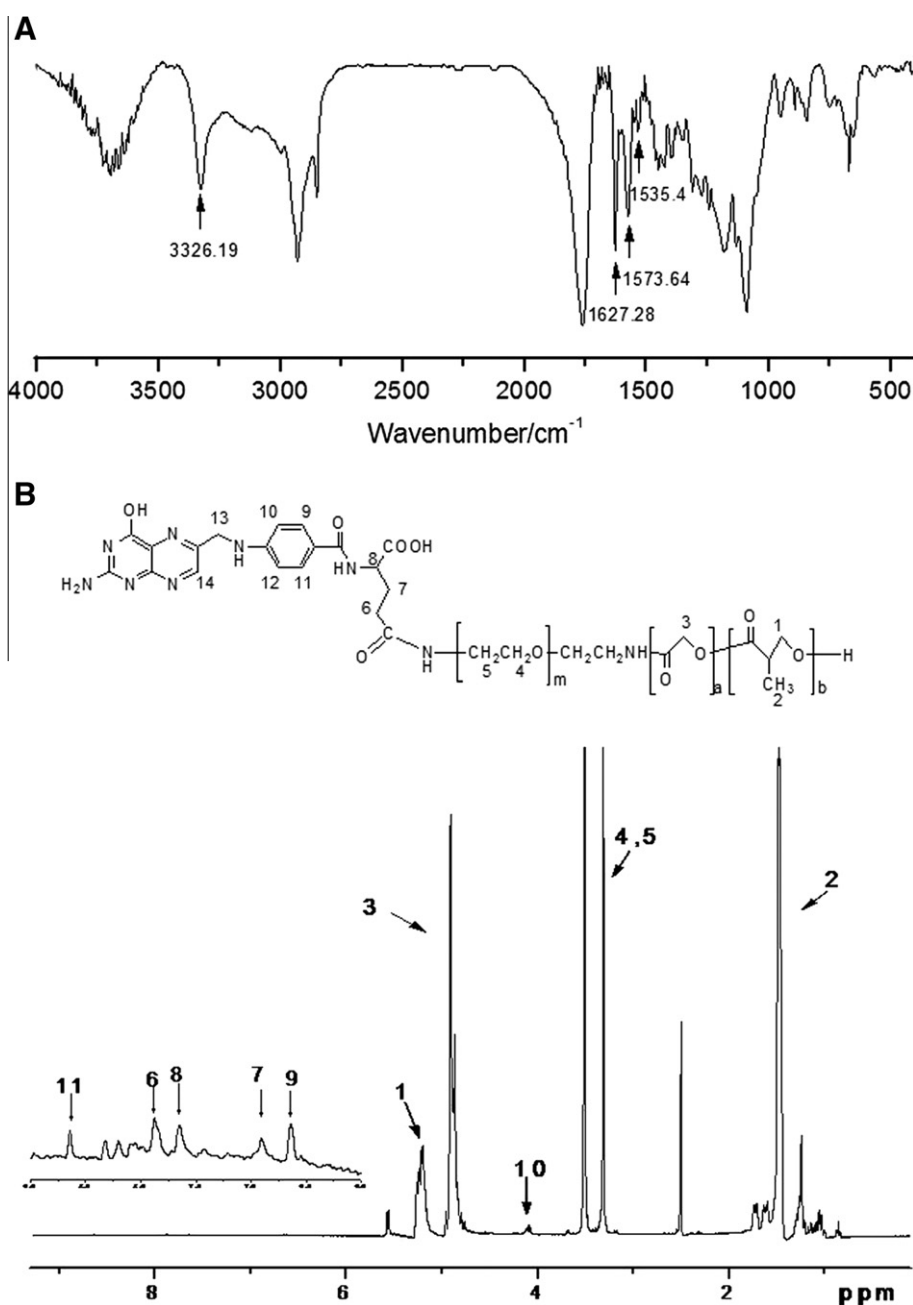 A
3326.19
1535.4
1573.64
1627.28
4000 3500 3000 2500 2000 1500 1000 500
Wavenumber/cm⁻¹
B
OH
13
10
9
O
N
N
N
H
COOH
8
14
12
11
HN
H₂N
N
N
7
6
O
N
H
CH₂CH₂O
CH₂CH₂NH
3
O
O
O
1
O
H
5
4
m
a
CH₃
2
b
4,5
2
3
1
10
11
6
8
7
9
8 6 4 2 ppm